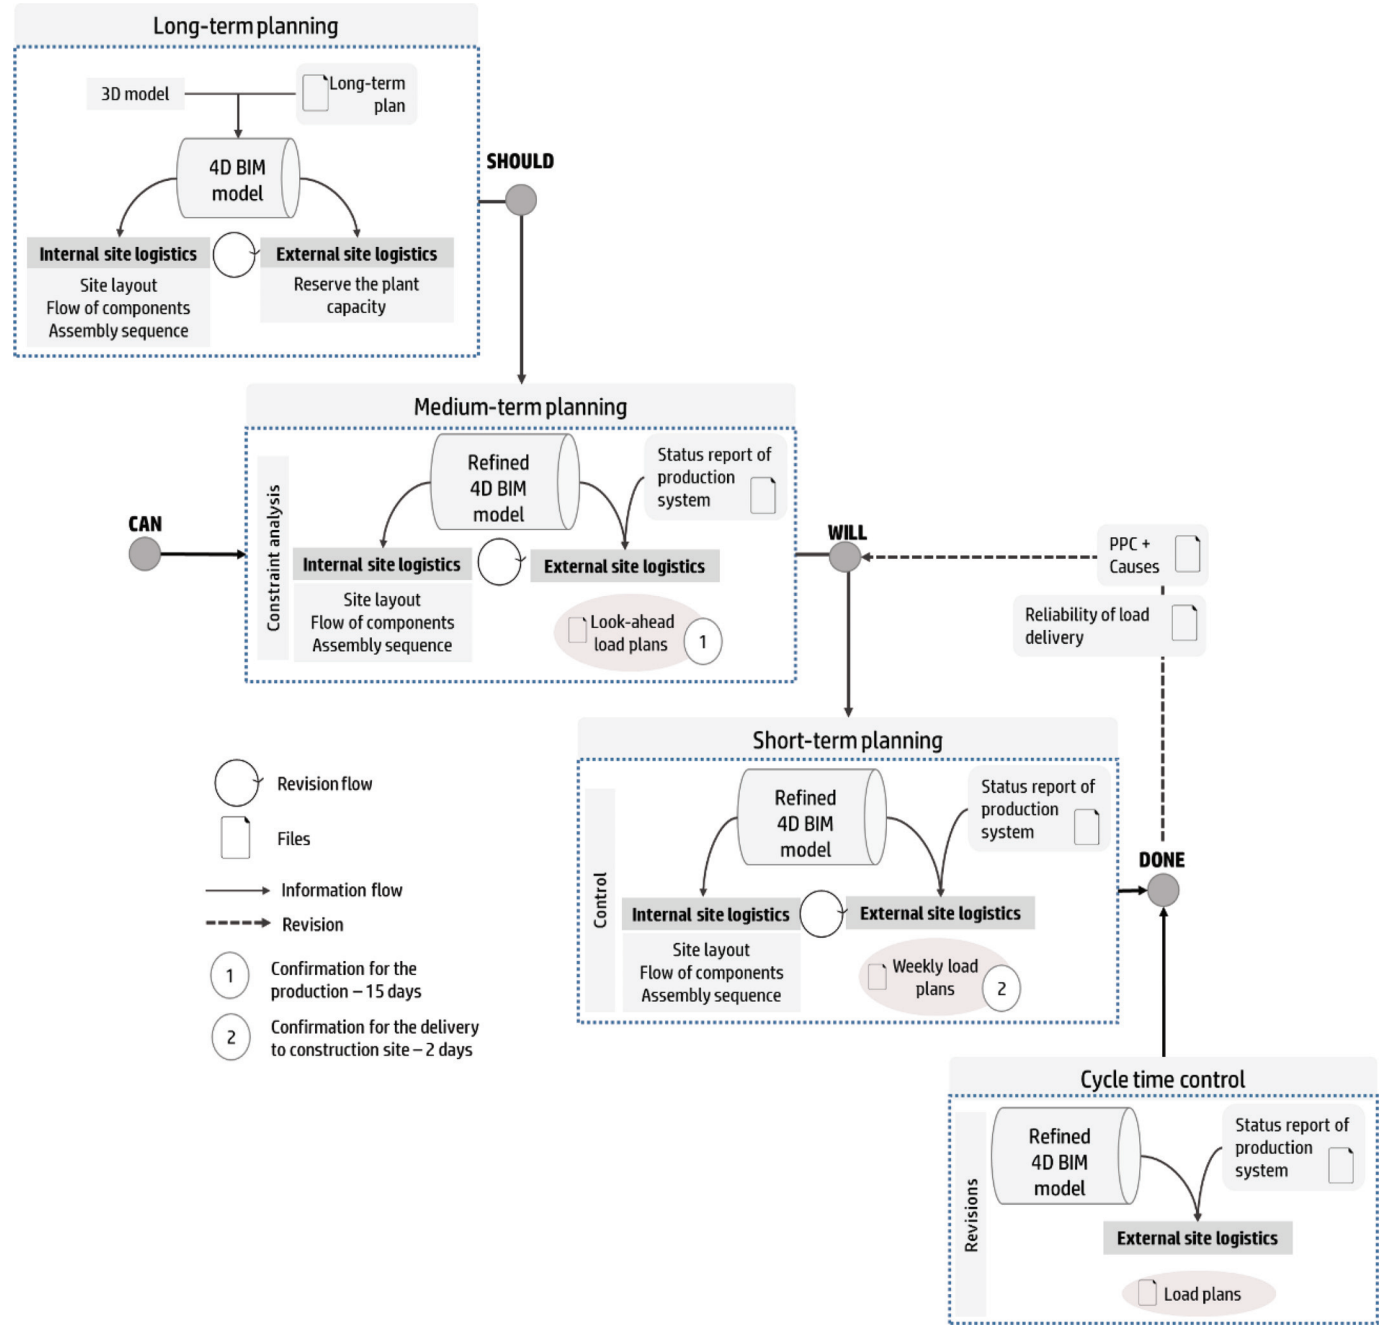 Long-term planning
3D model
Long-term
plan
4D BIM
model
SHOULD
Internal site logistics
External site logistics
Site layout
Flow of components
Assembly sequence
Reserve the plant
capacity
Medium-term planning
Constraint analysis
Refined
4D BIM
model
Status report of
production
system
CAN
WILL
Internal site logistics
External site logistics
Site layout
Flow of components
Assembly sequence
Look-ahead
load plans
1
PPC +
Causes
Reliability of load
delivery
Short-term planning
Control
Refined
4D BIM
model
Status report of
production
system
DONE
Internal site logistics
External site logistics
Site layout
Flow of components
Assembly sequence
Weekly load
plans
2
Revision flow
Files
Information flow
Revision
1
Confirmation for the
production – 15 days
2
Confirmation for the delivery
to construction site – 2 days
Cycle time control
Revisions
Refined
4D BIM
model
Status report of
production
system
External site logistics
Load plans